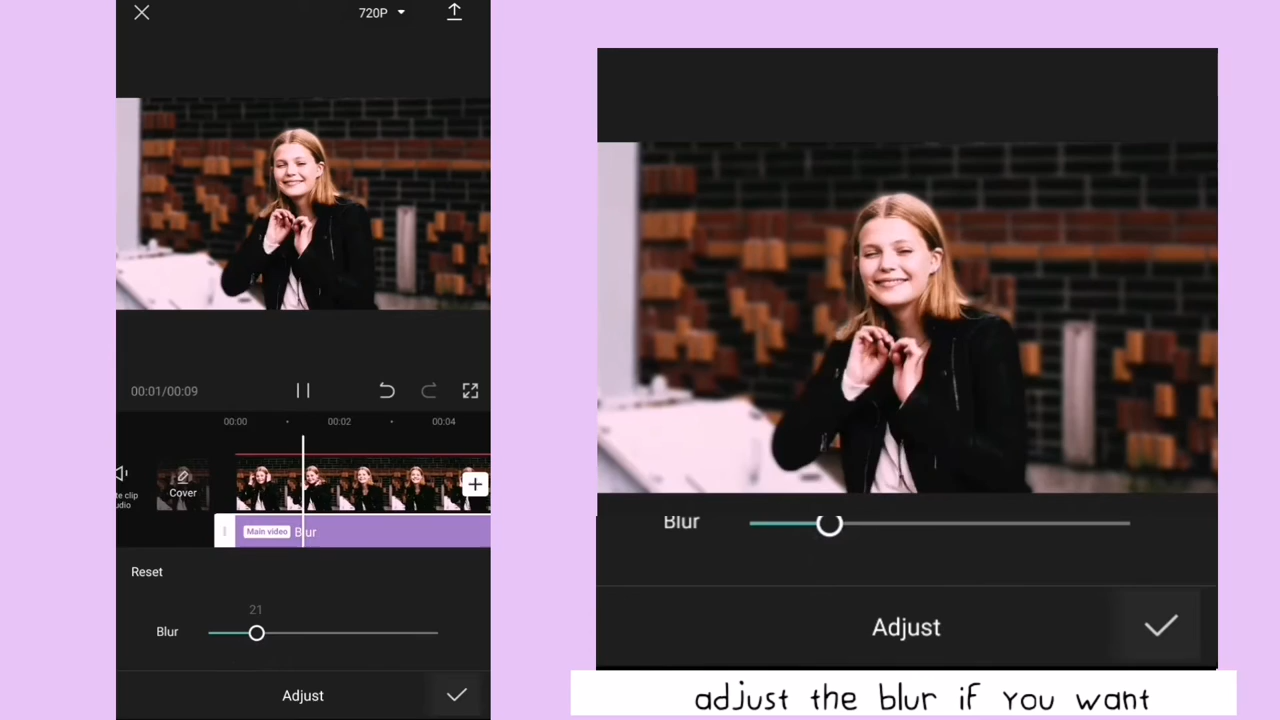 720P
00:01/00:09
00:00
00:02
00:04
Cover
Main video
Blur
Reset
21
Blur
Adjust
Blur
Adjust
adjust the blur if you want